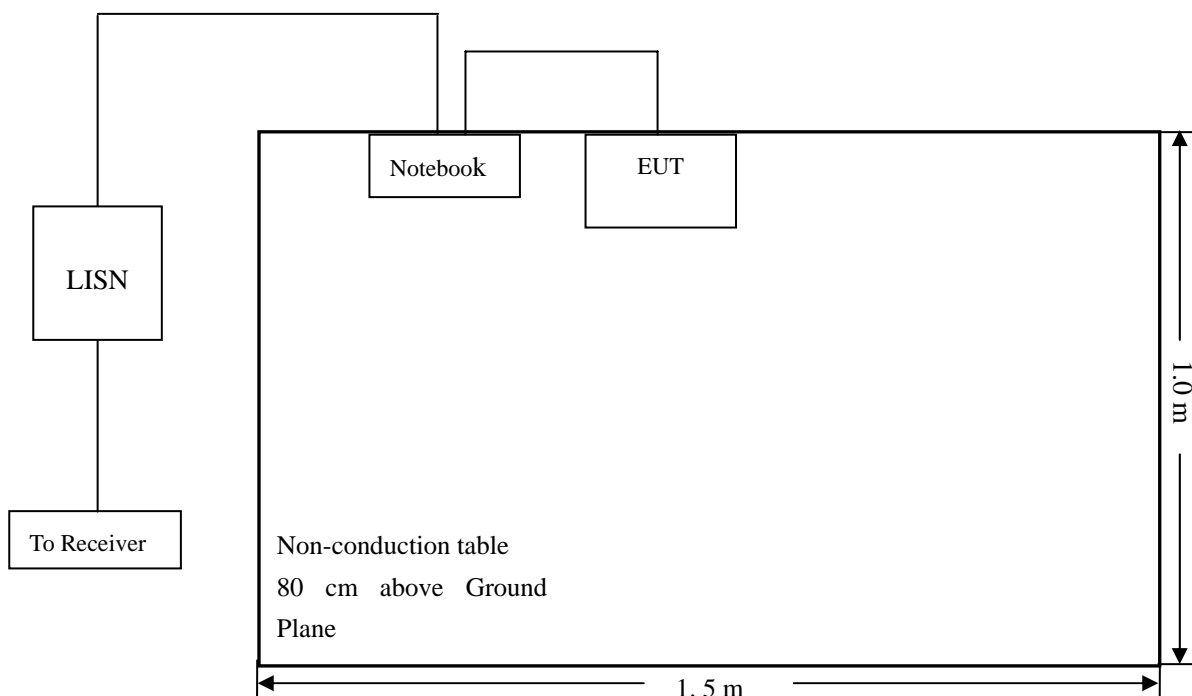 Notebook
EUT
LISN
1.0 m
To Receiver
Non-conduction table
80 cm above Ground
Plane
1. 5 m